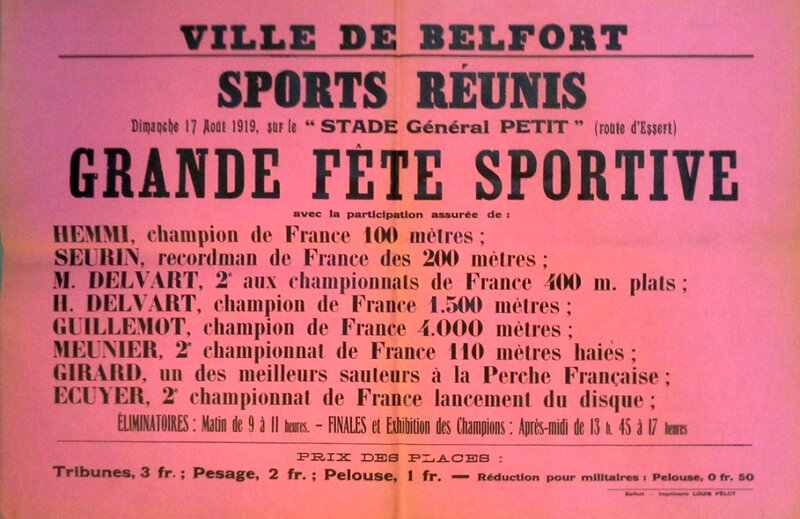 VILLE DE BELFORT
SPORTS RÉUNIS
Dimanche 17 Août 1919, sur le “ STADE Général PETIT ” (route d'Essert)
GRANDE FÊTE SPORTIVE
avec la participation assurée de :
HEMMI, champion de France 100 mètres ;
SEURIN, recordman de France des 200 mètres ;
M. DELVART, 2e aux championnats de France 400 m. plats ;
H. DELVART, champion de France 1.500 mètres ;
GUILLEMOT, champion de France 4.000 mètres ;
MEUNIER, 2e championnat de France 110 mètres haies ;
GIRARD, un des meilleurs sauteurs à la Perche Française ;
ECUYER, 2e championnat de France lancement du disque ;
ÉLIMINATOIRES : Matin de 9 à 11 heures. – FINALES et Exhibition des Champions : Après-midi de 13 h. 45 à 17 heures
PRIX DES PLACES :
Tribunes, 3 fr. ; Pesage, 2 fr. ; Pelouse, 1 fr. — Réduction pour militaires : Pelouse, 0 fr. 50
Belfort — Imprimerie LOUIS PÉLOT